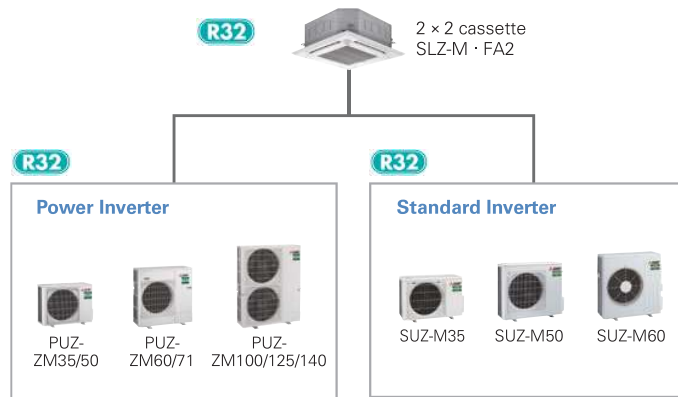 R32
2 × 2 cassette
SLZ-M · FA2
R32
R32
Power Inverter
Standard Inverter
PUZ-
ZM35/50
PUZ-
ZM60/71
PUZ-
ZM100/125/140
SUZ-M35
SUZ-M50
SUZ-M60